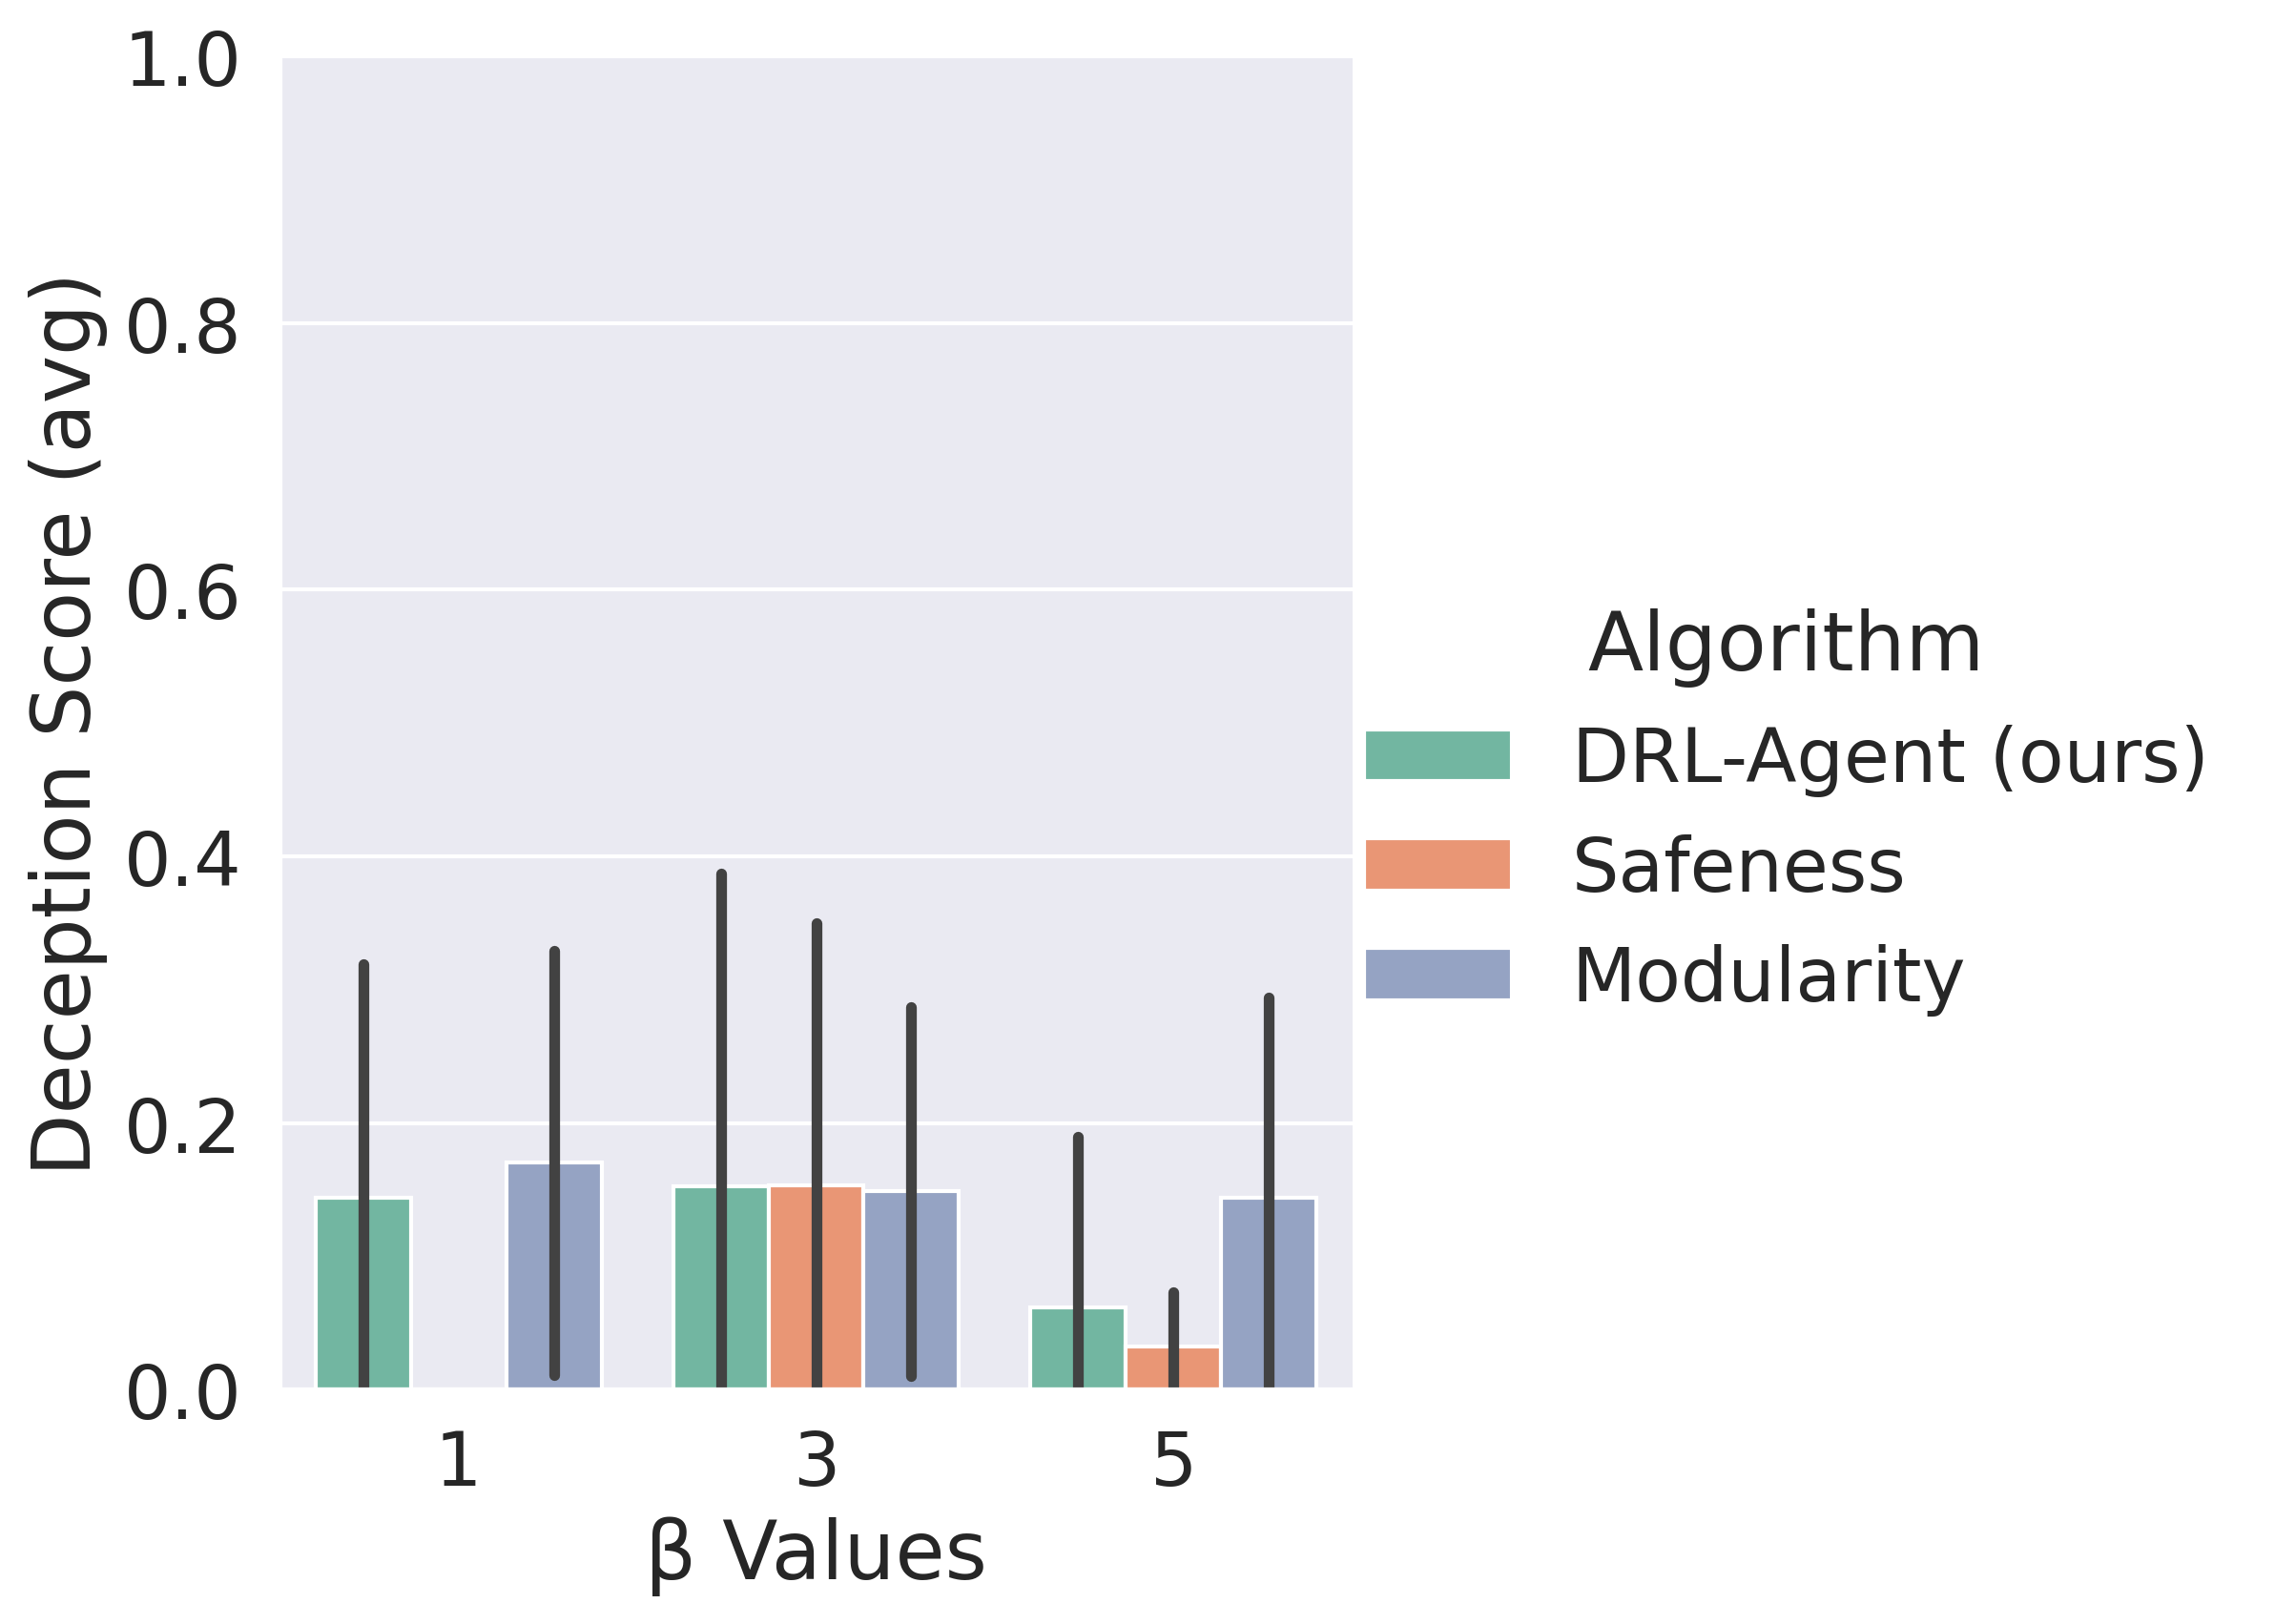 Deception Score (avg)
1.0
0.8
0.6
0.4
0.2
0.0
1 3 5
β Values
Algorithm
DRL-Agent (ours)
Safeness
Modularity